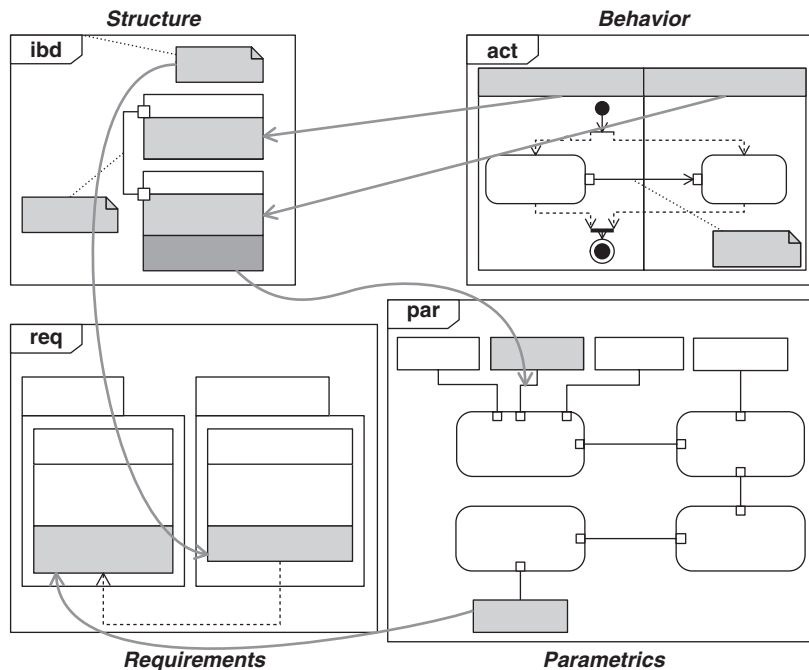 Structure
Behavior
ibd
act
req
par
Requirements
Parametrics